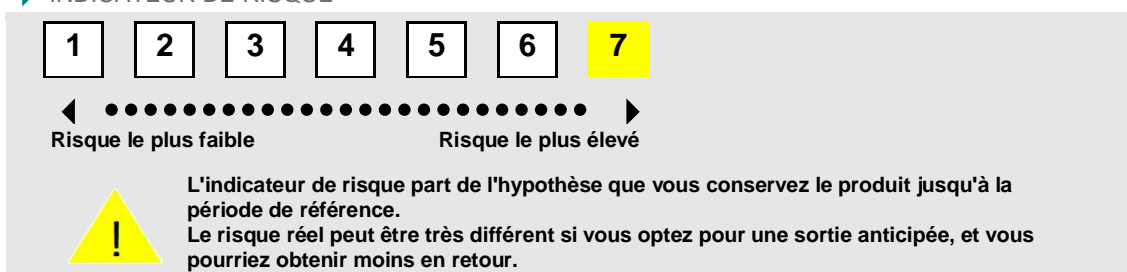 INDICATEUR DE RISQUE
1 2 3 4 5 6 7
Risque le plus faible Risque le plus élevé
L'indicateur de risque part de l'hypothèse que vous conservez le produit jusqu'à la
période de référence.
Le risque réel peut être très différent si vous optez pour une sortie anticipée, et vous
pourriez obtenir moins en retour.
!